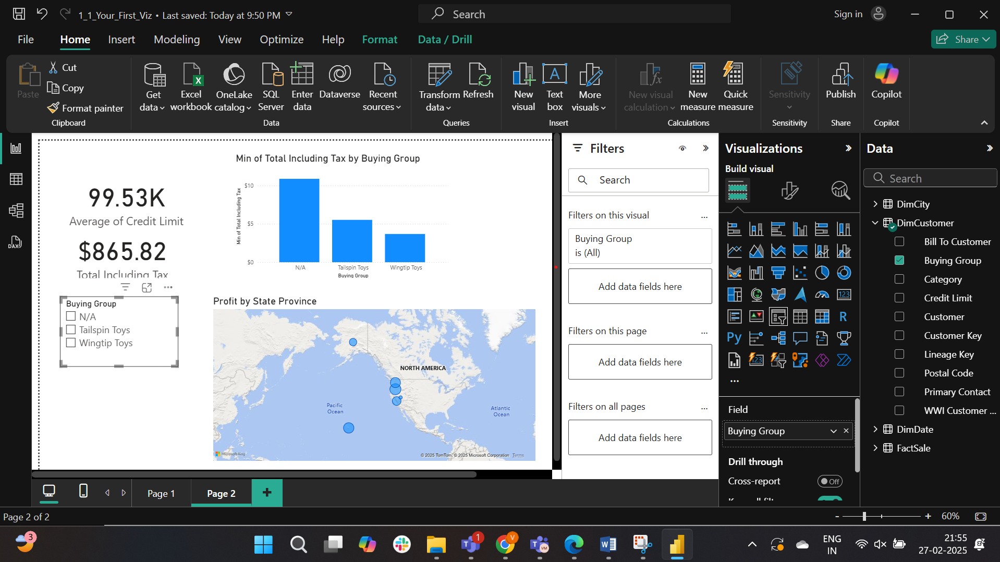 1_1_Your_First_Viz • Last saved: Today at 9:50 PM
Search
Sign in
File
Home
Insert
Modeling
View
Optimize
Help
Format
Data / Drill
Share
Paste
Cut
Copy
Format painter
Clipboard
Get data
Excel workbook
OneLake catalog
SQL Server
Enter data
Dataverse
Recent sources
Data
Transform data
Refresh
Queries
New visual
Text box
More visuals
Insert
New visual calculation
New measure
Quick measure
Calculations
Sensitivity
Sensitivity
Publish
Share
Copilot
Copilot
DAX
99.53K
Average of Credit Limit
$865.82
Total Including Tax
Min of Total Including Tax by Buying Group
Min of Total Including Tax
$10
$5
$0
N/A
Tailspin Toys
Wingtip Toys
Buying Group
Buying Group
N/A
Tailspin Toys
Wingtip Toys
Profit by State Province
NORTH AMERICA
Pacific
Ocean
Atlantic
Ocean
Microsoft Bing
© 2025 TomTom, © 2025 Microsoft Corporation Terms
Filters
Search
Filters on this visual
Buying Group
is (All)
Add data fields here
Filters on this page
Add data fields here
Filters on all pages
Add data fields here
Visualizations
Build visual
123
R
Py
123
Field
Buying Group
Drill through
Cross-report
Off
Data
Search
DimCity
DimCustomer
Bill To Customer
Buying Group
Category
Credit Limit
Customer
Customer Key
Lineage Key
Postal Code
Primary Contact
WWI Customer ...
DimDate
FactSale
Page 1
Page 2
Page 2 of 2
60%
3
1
V
VM
ENG
IN
21:55
27-02-2025